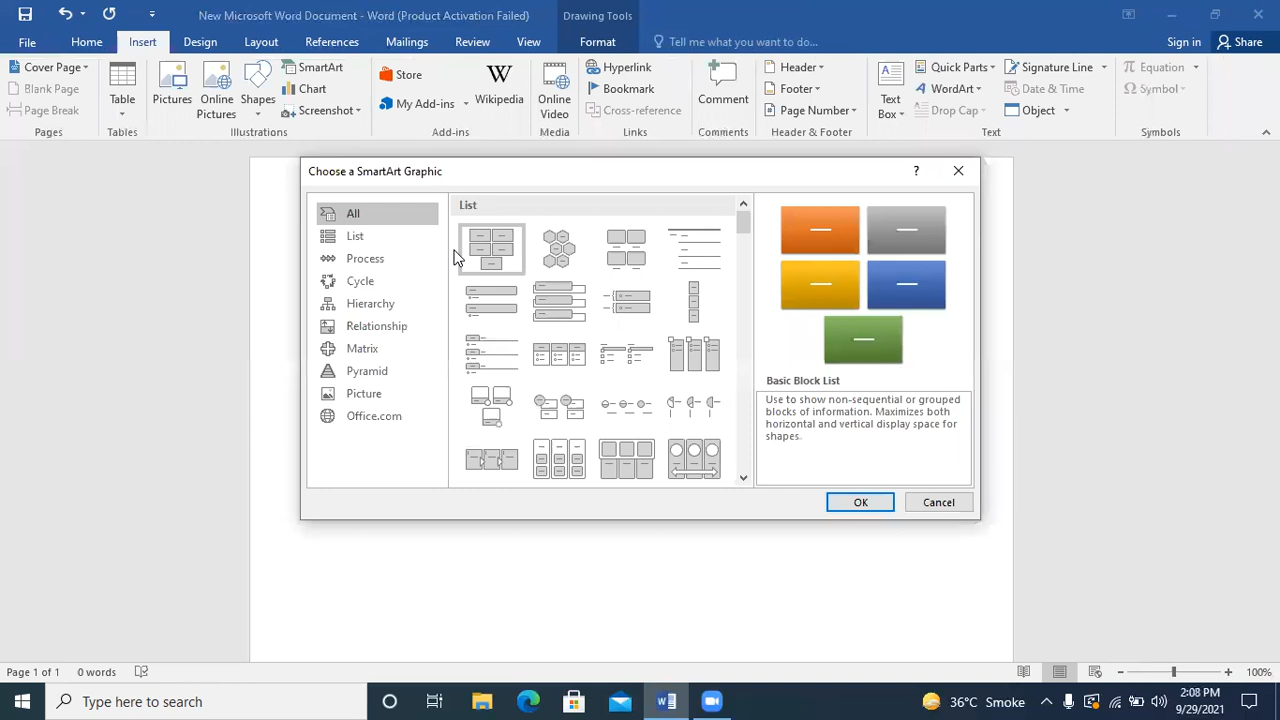 New Microsoft Word Document - Word (Product Activation Failed)
Drawing Tools
File
Home
Insert
Design
Layout
References
Mailings
Review
View
Format
Tell me what you want to do...
Sign in
Share
Cover Page
Blank Page
Page Break
Pages
Table
Tables
Pictures
Online
Pictures
Shapes
SmartArt
Chart
Screenshot
Illustrations
Store
My Add-ins
Wikipedia
Add-ins
Online
Video
Media
Hyperlink
Bookmark
Cross-reference
Links
Comment
Comments
Header
Footer
Page Number
Header & Footer
Text
Box
Quick Parts
WordArt
Drop Cap
Signature Line
Date & Time
Object
Text
Equation
Symbol
Symbols
Choose a SmartArt Graphic
All
List
Process
Cycle
Hierarchy
Relationship
Matrix
Pyramid
Picture
Office.com
List
Basic Block List
Use to show non-sequential or grouped
blocks of information. Maximizes both
horizontal and vertical display space for
shapes.
OK
Cancel
Page 1 of 1
0 words
100%
Type here to search
36°C Smoke
2:08 PM
9/29/2021